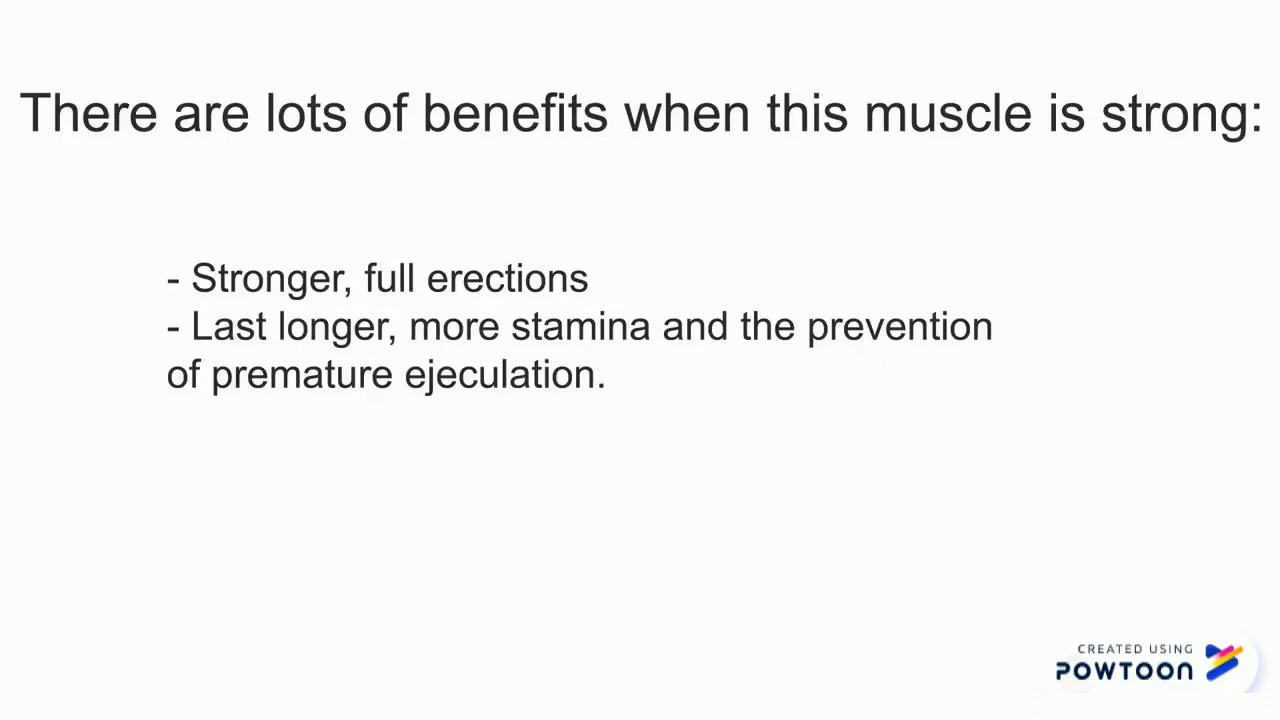 There are lots of benefits when this muscle is strong:
- Stronger, full erections
- Last longer, more stamina and the prevention
of premature ejeculation.
CREATED USING
POWTOON